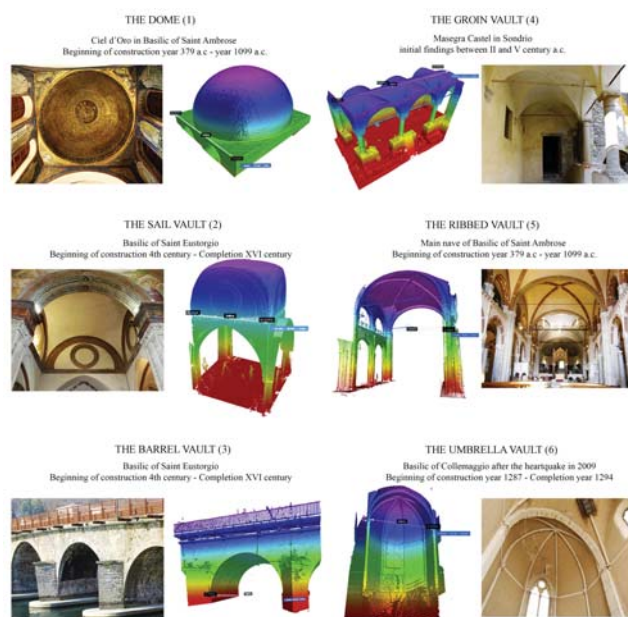 THE DOME (1)
Ciel d'Oro in Basilic of Saint Ambrose
Beginning of construction year 379 a.c - year 1099 a.c.
THE GROIN VAULT (4)
Masegra Castel in Sondrio
initial findings between II and V century a.c.
THE SAIL VAULT (2)
Basilic of Saint Eustorgio
Beginning of construction 4th century - Completion XVI century
THE RIBBED VAULT (5)
Main nave of Basilic of Saint Ambrose
Beginning of construction year 379 a.c - year 1099 a.c.
THE BARREL VAULT (3)
Basilic of Saint Eustorgio
Beginning of construction 4th century - Completion XVI century
THE UMBRELLA VAULT (6)
Basilic of Collemaggio after the heartquake in 2009
Beginning of construction year 1287 - Completion year 1294